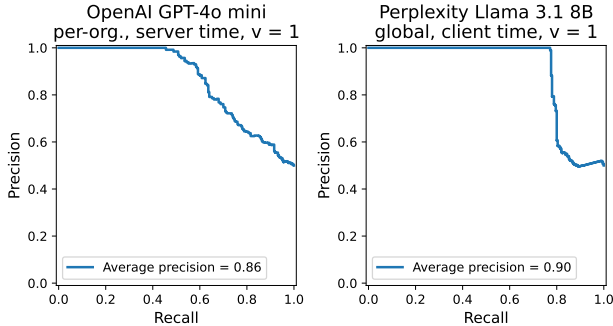 OpenAI GPT-4o mini
per-org., server time, v = 1
Precision
1.0
0.8
0.6
0.4
0.2
0.0
Average precision = 0.86
0.0 0.2 0.4 0.6 0.8 1.0
Recall
Perplexity Llama 3.1 8B
global, client time, v = 1
Precision
1.0
0.8
0.6
0.4
0.2
0.0
Average precision = 0.90
0.0 0.2 0.4 0.6 0.8 1.0
Recall